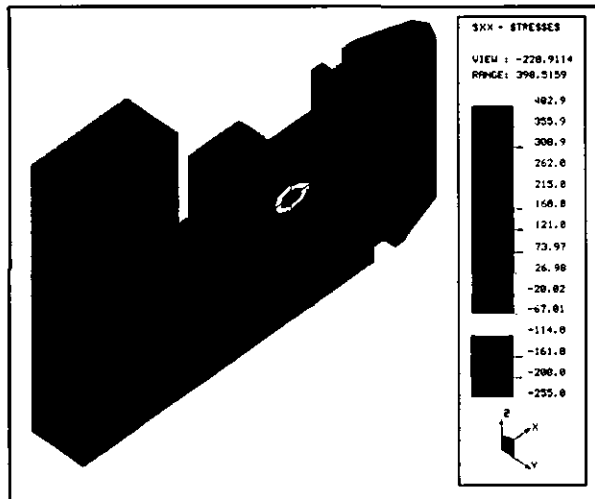 SXX - STRESSES
VIEW : -228.9114
RANGE: 398.5159
402.9
355.9
308.9
262.0
215.0
168.0
121.0
73.97
26.98
-20.02
-67.01
-114.0
-161.0
-208.0
-255.0
Z
X
Y